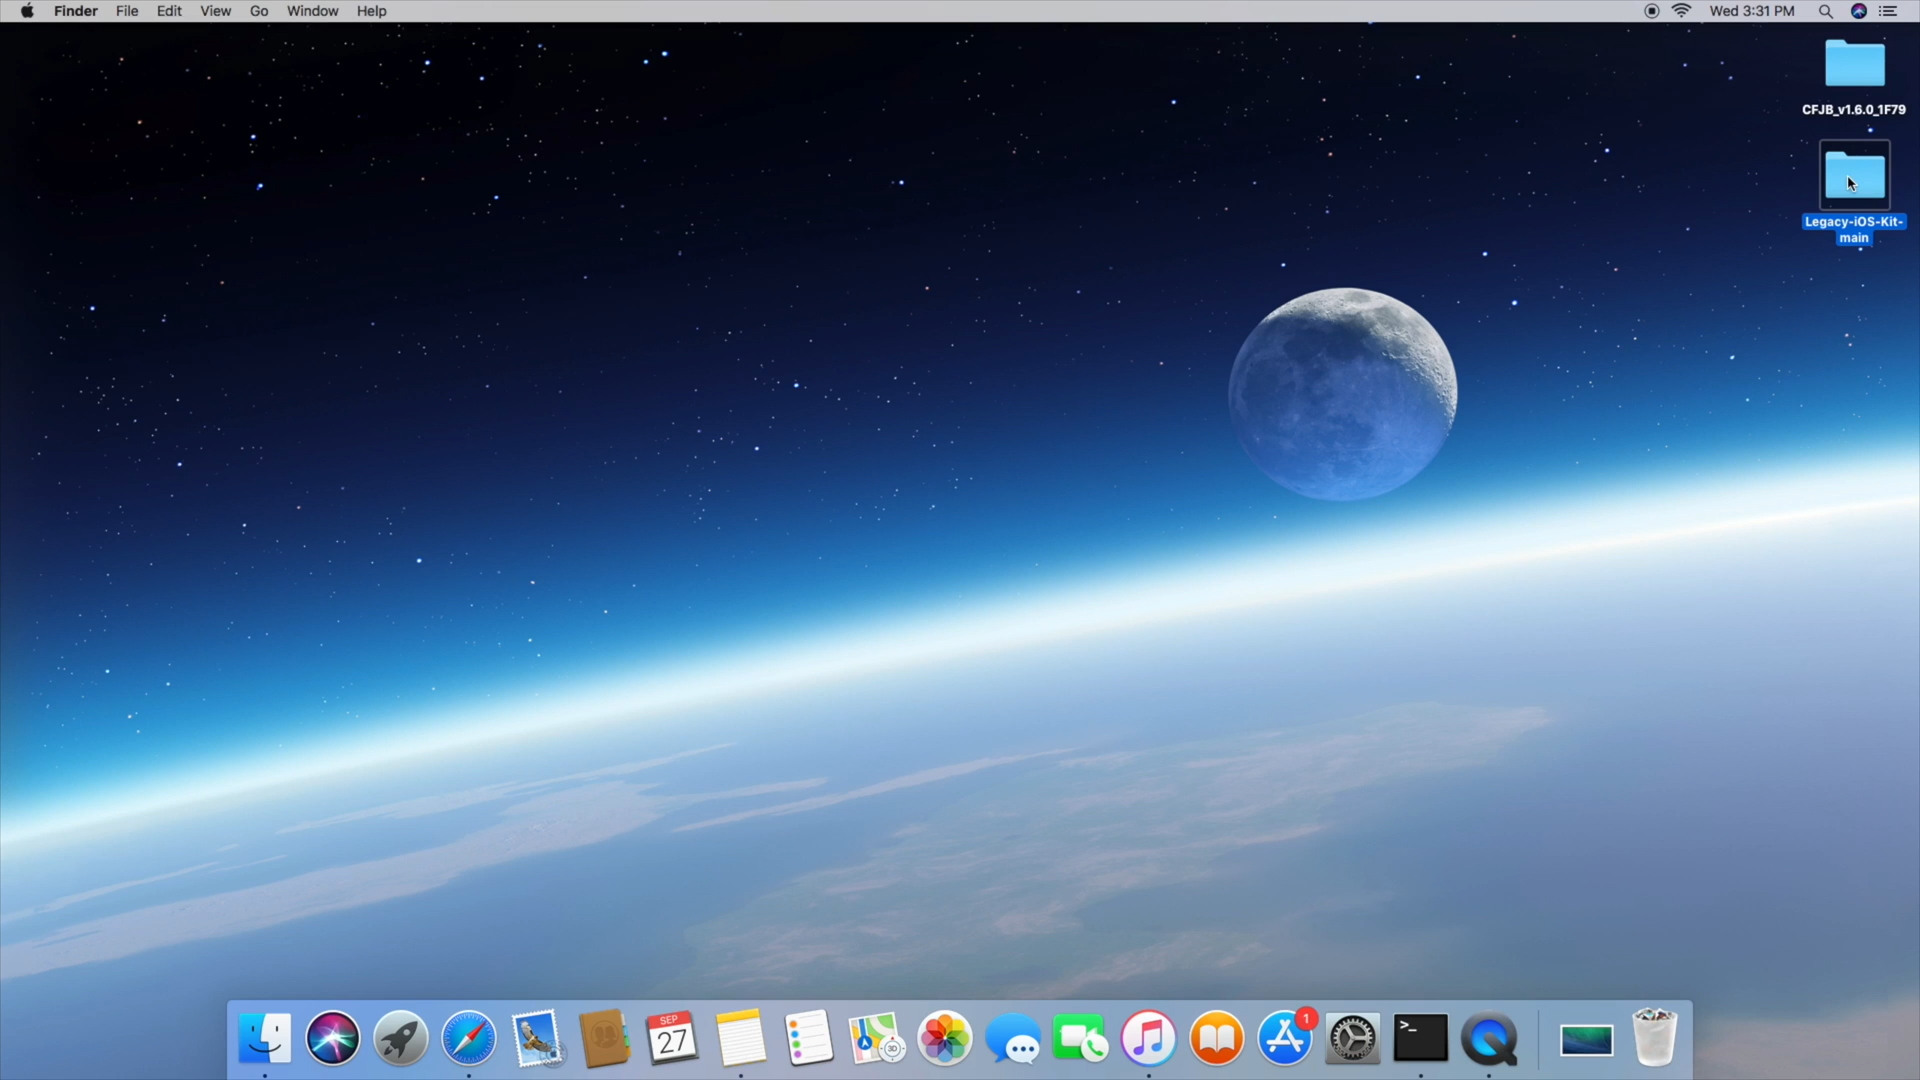 Finder File Edit View Go Window Help Wed 3:31 PM
CFJB_v1.6.0_1F79
Legacy-iOS-Kit-
main
SEP
27
3D
1
>_